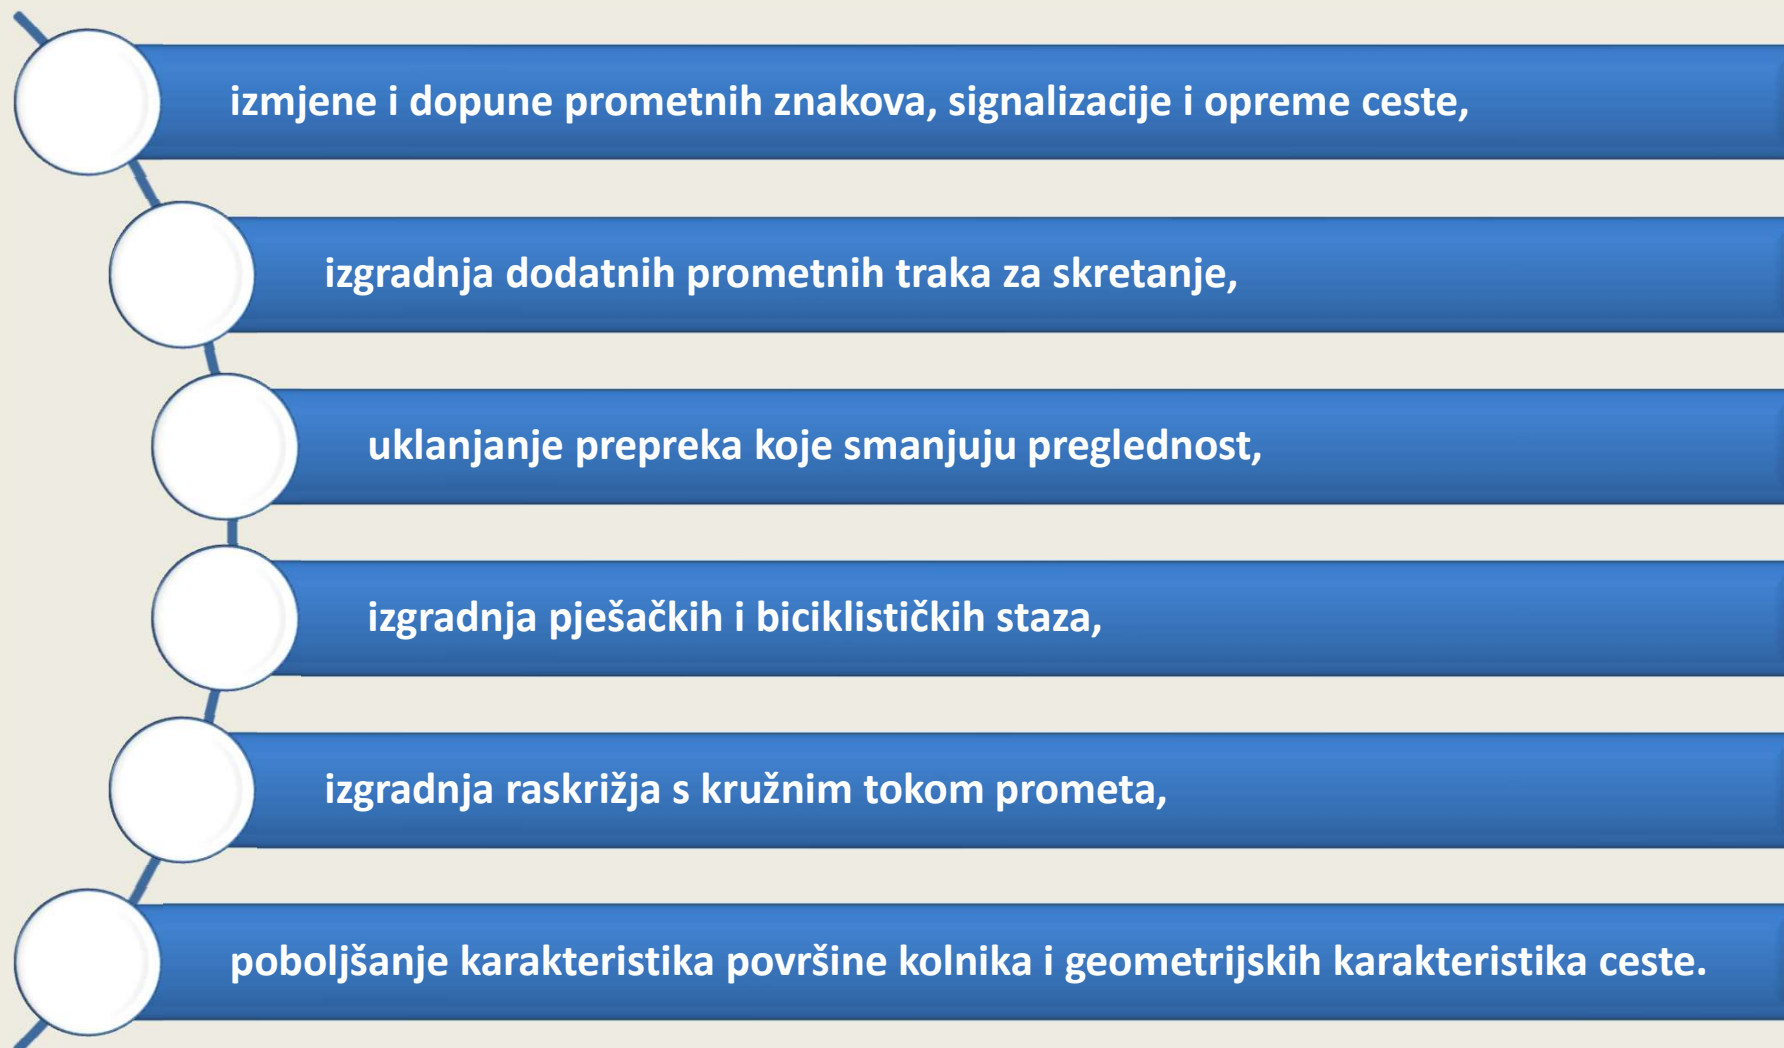 izmjene i dopune prometnih znakova, signalizacije i opreme ceste,
izgradnja dodatnih prometnih traka za skretanje,
uklanjanje prepreka koje smanjuju preglednost,
izgradnja pješačkih i biciklističkih staza,
izgradnja raskrižja s kružnim tokom prometa,
poboljšanje karakteristika površine kolnika i geometrijskih karakteristika ceste.